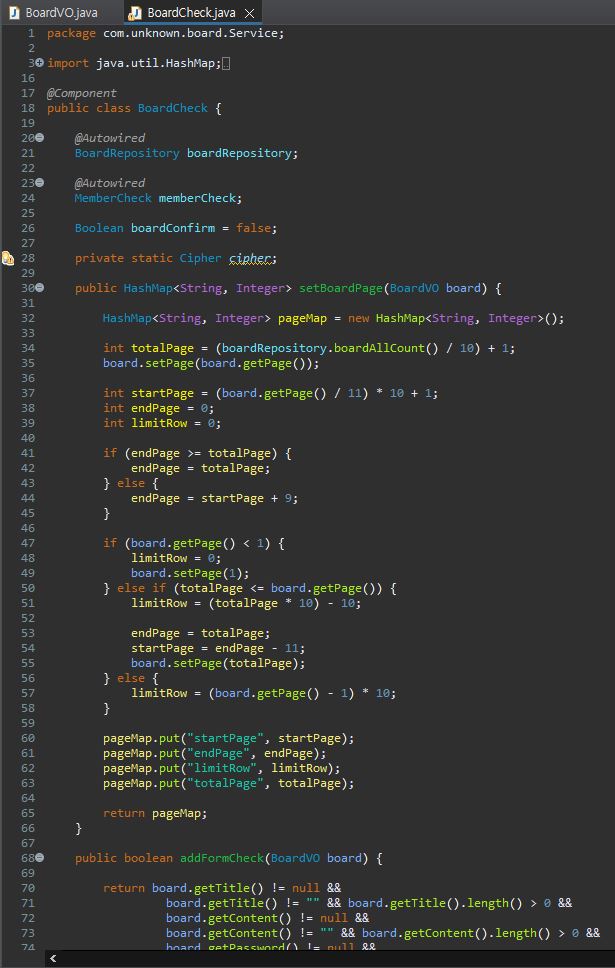 BoardVO.java BoardCheck.java
1 package com.unknown.board.Service;
2
3 import java.util.HashMap;
16
17 @Component
18 public class BoardCheck {
19
20 @Autowired
21 BoardRepository boardRepository;
22
23 @Autowired
24 MemberCheck memberCheck;
25
26 Boolean boardConfirm = false;
27
28 private static Cipher cipher;
29
30 public HashMap<String, Integer> setBoardPage(BoardVO board) {
31
32 HashMap<String, Integer> pageMap = new HashMap<String, Integer>();
33
34 int totalPage = (boardRepository.boardAllCount() / 10) + 1;
35 board.setPage(board.getPage());
36
37 int startPage = (board.getPage() / 11) * 10 + 1;
38 int endPage = 0;
39 int limitRow = 0;
40
41 if (endPage >= totalPage) {
42 endPage = totalPage;
43 } else {
44 endPage = startPage + 9;
45 }
46
47 if (board.getPage() < 1) {
48 limitRow = 0;
49 board.setPage(1);
50 } else if (totalPage <= board.getPage()) {
51 limitRow = (totalPage * 10) - 10;
52
53 endPage = totalPage;
54 startPage = endPage - 11;
55 board.setPage(totalPage);
56 } else {
57 limitRow = (board.getPage() - 1) * 10;
58 }
59
60 pageMap.put("startPage", startPage);
61 pageMap.put("endPage", endPage);
62 pageMap.put("limitRow", limitRow);
63 pageMap.put("totalPage", totalPage);
64
65 return pageMap;
66 }
67
68 public boolean addFormCheck(BoardVO board) {
69
70 return board.getTitle() != null &&
71 board.getTitle() != "" && board.getTitle().length() > 0 &&
72 board.getContent() != null &&
73 board.getContent() != "" && board.getContent().length() > 0 &&
74 board.getPassword() != null &&